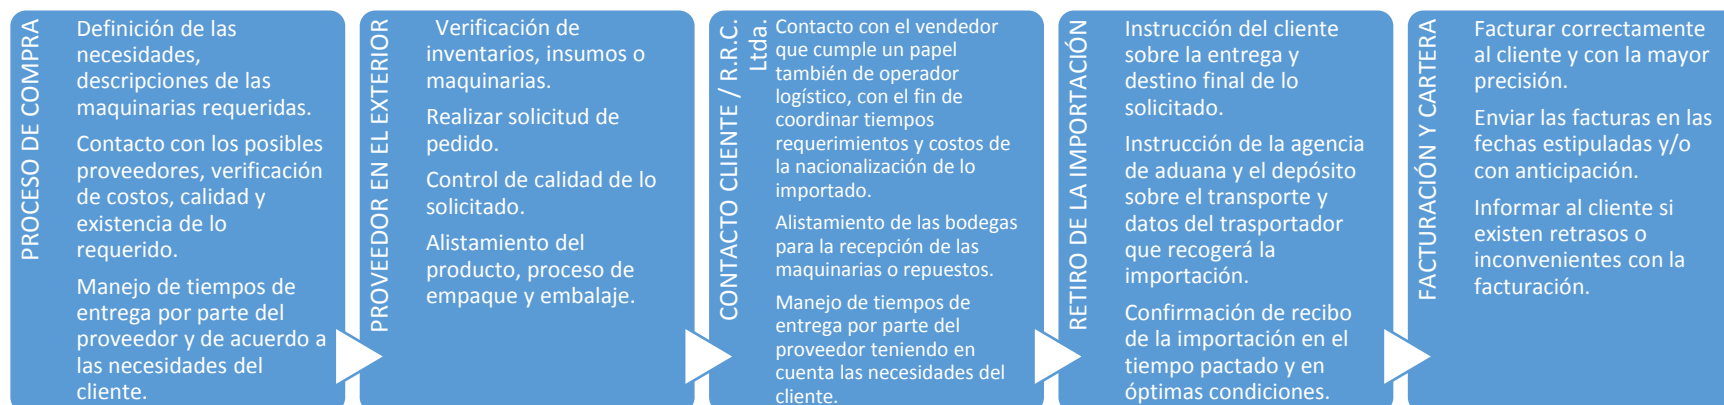 PROCESO DE COMPRA
Definición de las
necesidades,
descripciones de las
maquinarias requeridas.
Contacto con los posibles
proveedores, verificación
de costos, calidad y
existencia de lo
requerido.
Manejo de tiempos de
entrega por parte del
proveedor y de acuerdo a
las necesidades del
cliente.
PROVEEDOR EN EL EXTERIOR
Verificación de
inventarios, insumos o
maquinarias.
Realizar solicitud de
pedido.
Control de calidad de lo
solicitado.
Alistamiento del
producto, proceso de
empaque y embalaje.
CONTACTO CLIENTE / R.R.C.
Ltda.
Contacto con el vendedor
que cumple un papel
también de operador
logístico, con el fin de
coordinar tiempos
requerimientos y costos de
la nacionalización de lo
importado.
Alistamiento de las bodegas
para la recepción de las
maquinarias o repuestos.
Manejo de tiempos de
entrega por parte del
proveedor teniendo en
cuenta las necesidades del
cliente.
RETIRO DE LA IMPORTACIÓN
Instrucción del cliente
sobre la entrega y
destino final de lo
solicitado.
Instrucción de la agencia
de aduana y el depósito
sobre el transporte y
datos del trasportador
que recogerá la
importación.
Confirmación de recibo
de la importación en el
tiempo pactado y en
óptimas condiciones.
FACTURACIÓN Y CARTERA
Facturar correctamente
al cliente y con la mayor
precisión.
Enviar las facturas en las
fechas estipuladas y/o
con anticipación.
Informar al cliente si
existen retrasos o
inconvenientes con la
facturación.